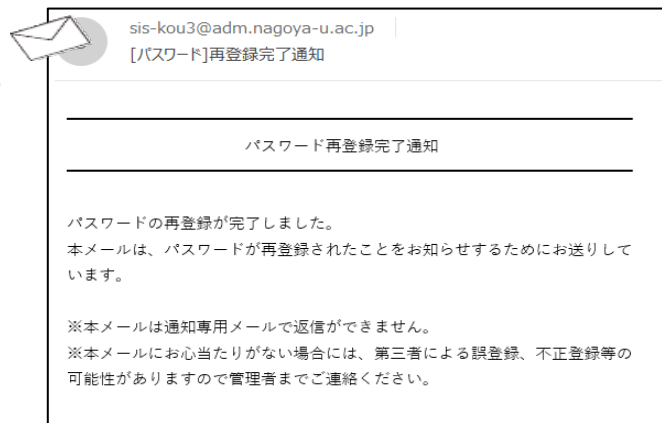 sis-kou3@adm.nagoya-u.ac.jp
[パスワード]再登録完了通知
パスワード再登録完了通知
パスワードの再登録が完了しました。
本メールは、パスワードが再登録されたことをお知らせするためにお送りして
います。
※本メールは通知専用メールで返信ができません。
※本メールにお心当たりがない場合には、第三者による誤登録、不正登録等の
可能性がありますので管理者までご連絡ください。